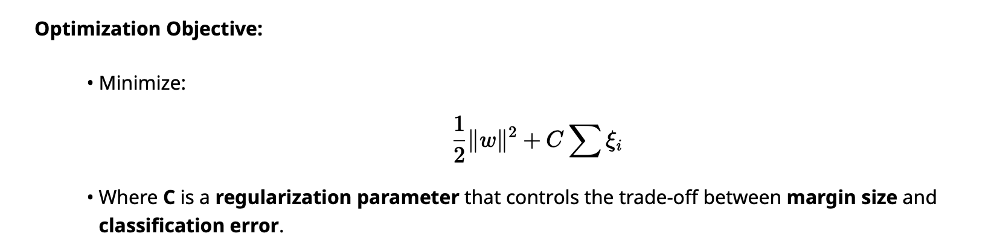 Optimization Objective:
• Minimize:
$\frac{1}{2}\|w\|^2 + C \sum \xi_i$
• Where C is a regularization parameter that controls the trade-off between margin size and
classification error.